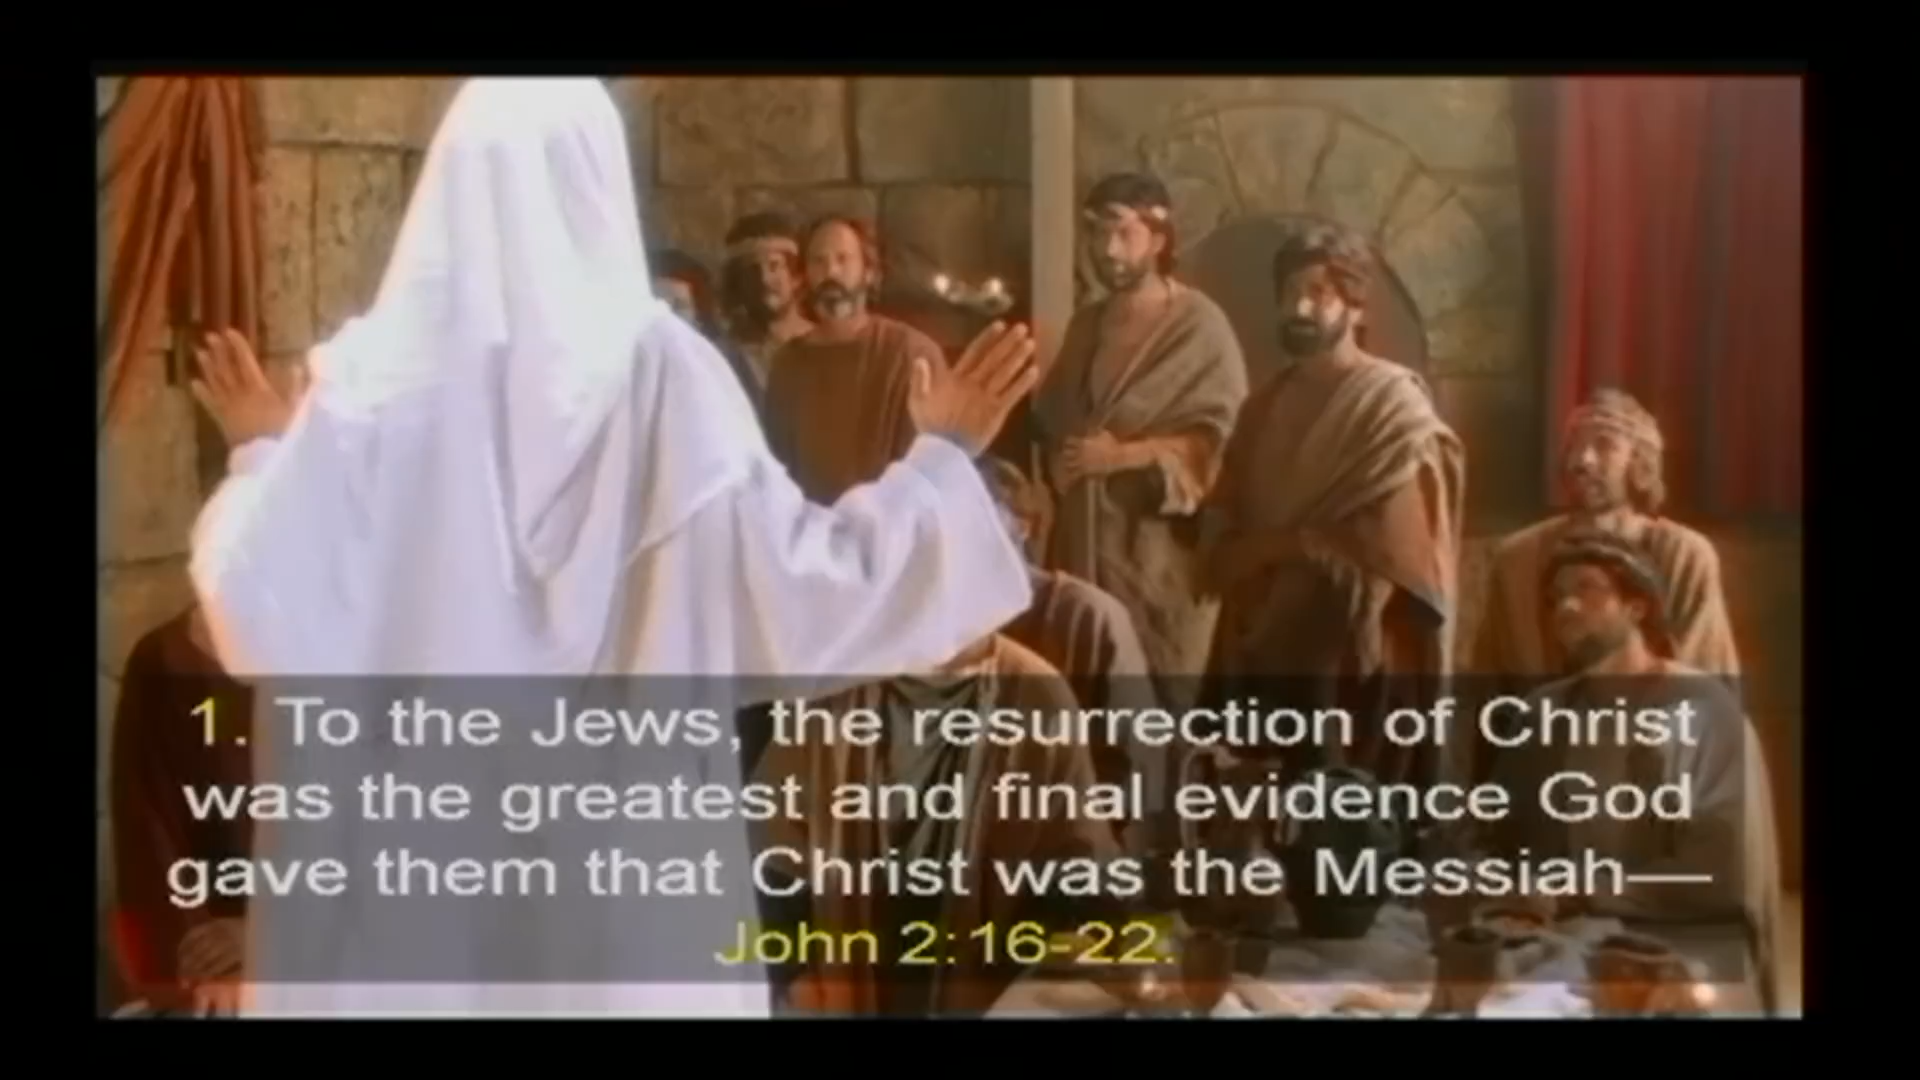 1. To the Jews, the resurrection of Christ
was the greatest and final evidence God
gave them that Christ was the Messiah—
John 2:16-22.